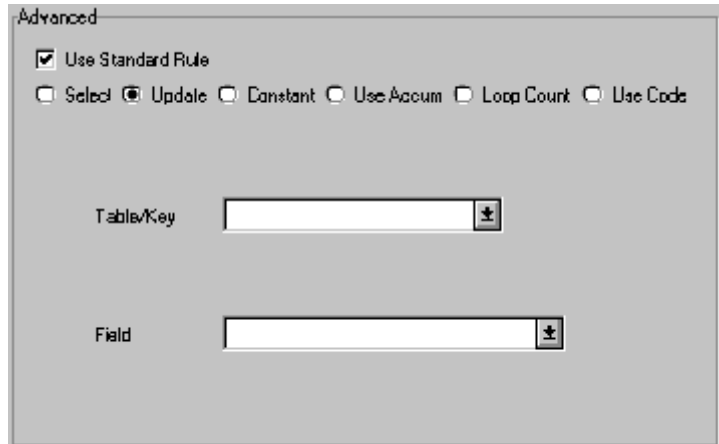 Advanced
Use Standard Rule
Select Update Constant Use Accum Loop Count Use Code
Table/Key
Field